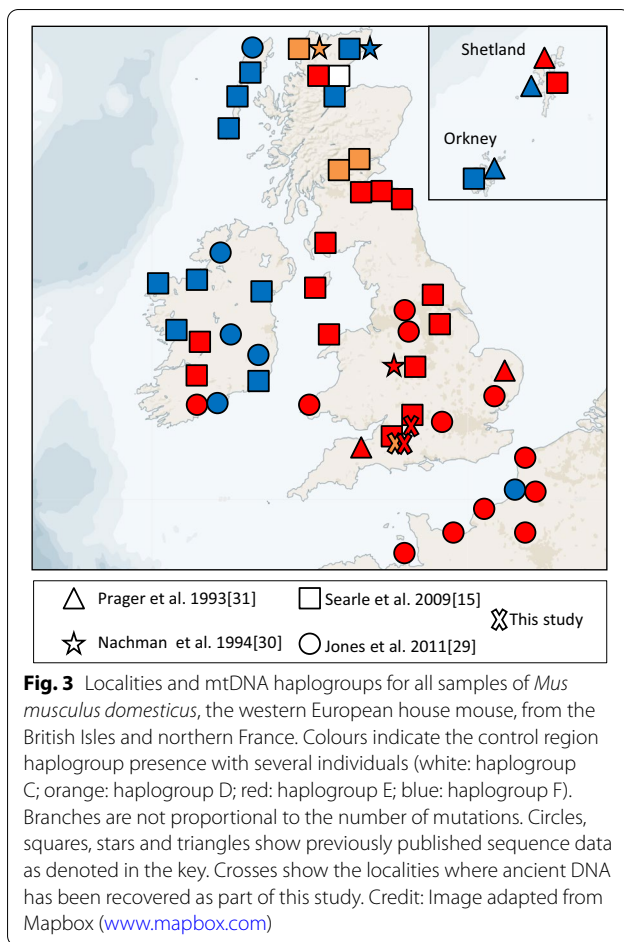 Shetland
Orkney
Prager et al. 1993[31] Searle et al. 2009[15]
This study
Nachman et al. 1994[30] Jones et al. 2011[29]
Fig. 3 Localities and mtDNA haplogroups for all samples of Mus
musculus domesticus, the western European house mouse, from the
British Isles and northern France. Colours indicate the control region
haplogroup presence with several individuals (white: haplogroup
C; orange: haplogroup D; red: haplogroup E; blue: haplogroup F).
Branches are not proportional to the number of mutations. Circles,
squares, stars and triangles show previously published sequence data
as denoted in the key. Crosses show the localities where ancient DNA
has been recovered as part of this study. Credit: Image adapted from
Mapbox (www.mapbox.com)